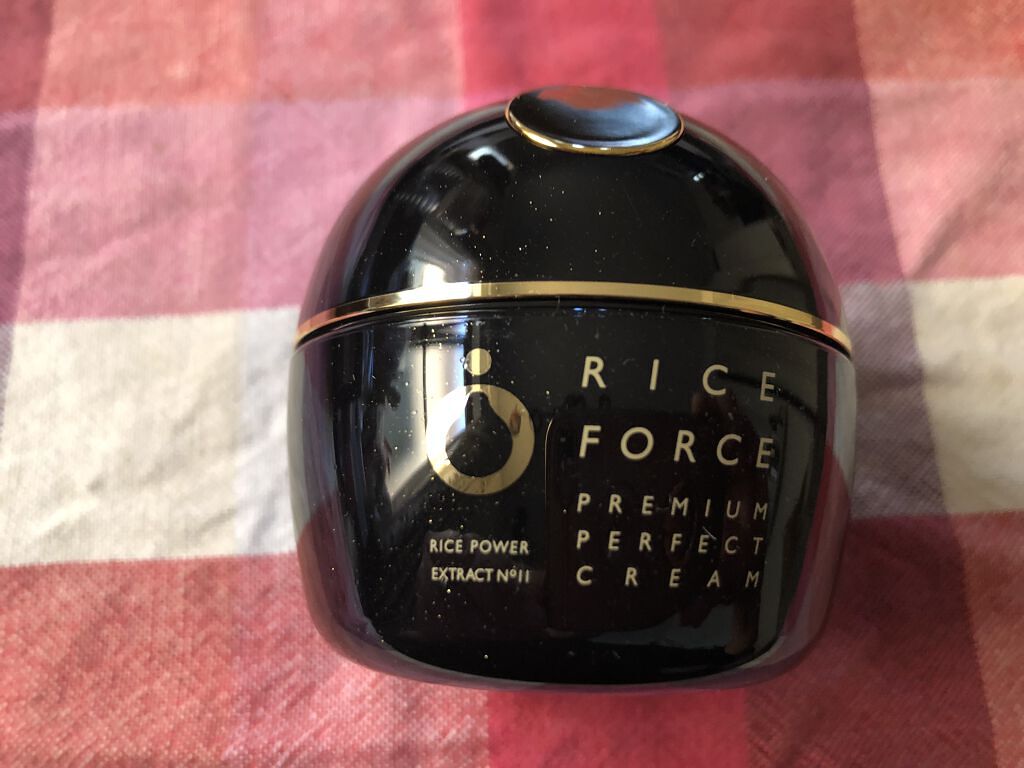 RICE
FORCE
PREMIUM
PERFECT
CREAM
RICE POWER
EXTRACT Nº11